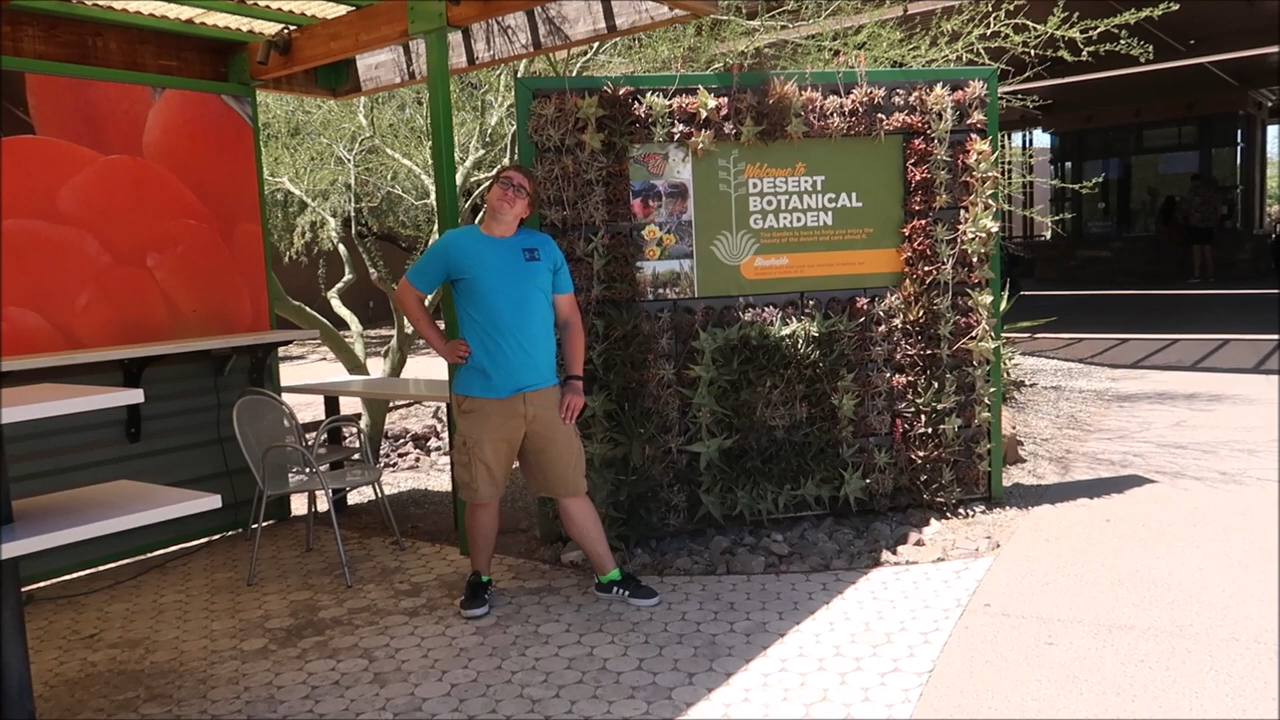 Welcome to
DESERT
BOTANICAL
GARDEN
The Garden is here to help you enjoy the
beauty of the desert and care about it.
Bienvenido